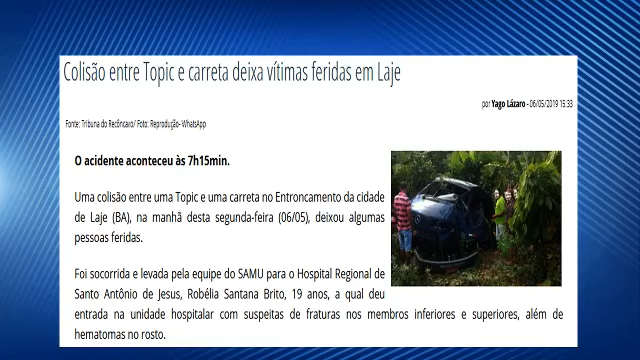 Colisão entre Topic e carreta deixa vítimas feridas em Laje
por Yago Lázaro - 06/05/2019 15:33
Fonte: Tribuna do Recôncavo/ Foto: Reprodução- WhatsApp
O acidente aconteceu às 7h15min.
Uma colisão entre uma Topic e uma carreta no Entroncamento da cidade
de Laje (BA), na manhã desta segunda-feira (06/05), deixou algumas
pessoas feridas.
Foi socorrida e levada pela equipe do SAMU para o Hospital Regional de
Santo Antônio de Jesus, Robélia Santana Brito, 19 anos, a qual deu
entrada na unidade hospitalar com suspeitas de fraturas nos membros inferiores e superiores, além de
hematomas no rosto.